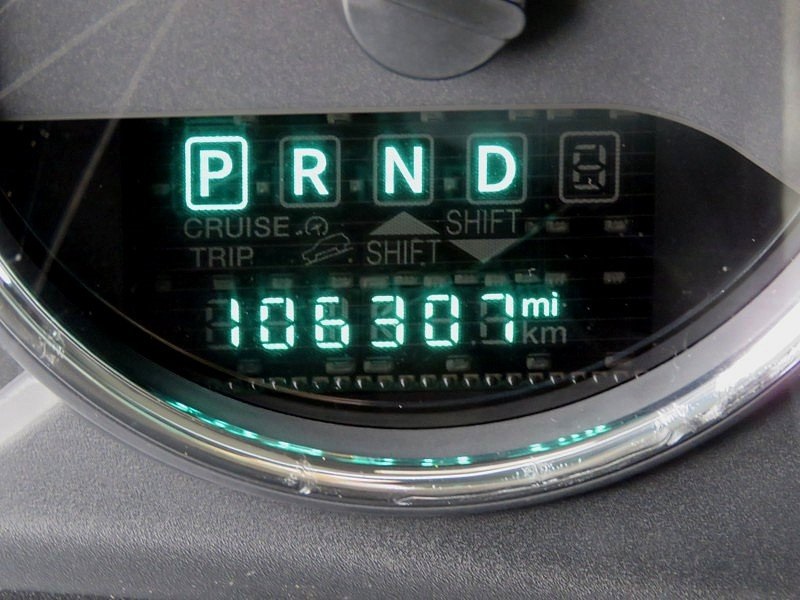 P R N D
CRUISE SHIFT
TRIP SHIFT
106307 mi
km